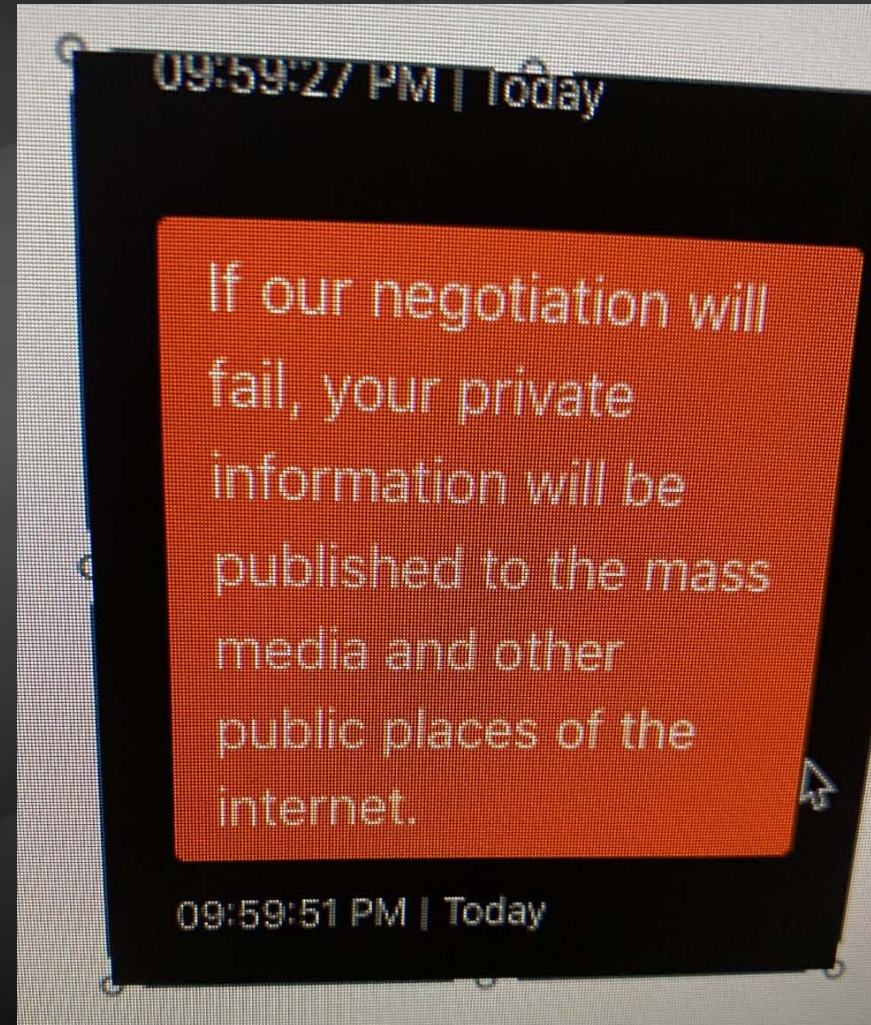 09:59:27 PM | Today
If our negotiation will
fail, your private
information will be
published to the mass
media and other
public places of the
internet.
09:59:51 PM | Today